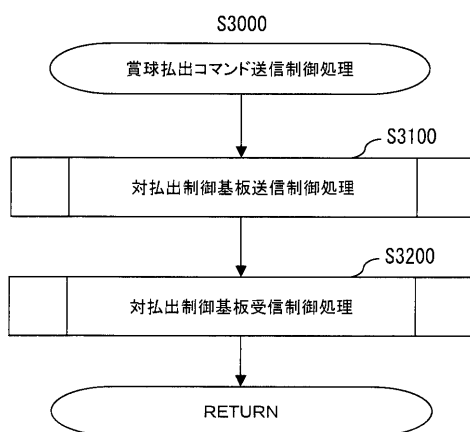 S3000
賞球払出コマンド送信制御処理
S3100
対払出制御基板送信制御処理
S3200
対払出制御基板受信制御処理
RETURN